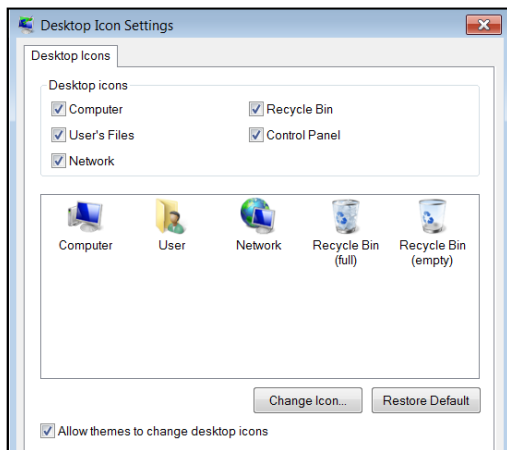 Desktop Icon Settings
Desktop Icons
Desktop icons
Computer Recycle Bin
User's Files Control Panel
Network
Computer User Network Recycle Bin (full) Recycle Bin (empty)
Change Icon... Restore Default
Allow themes to change desktop icons